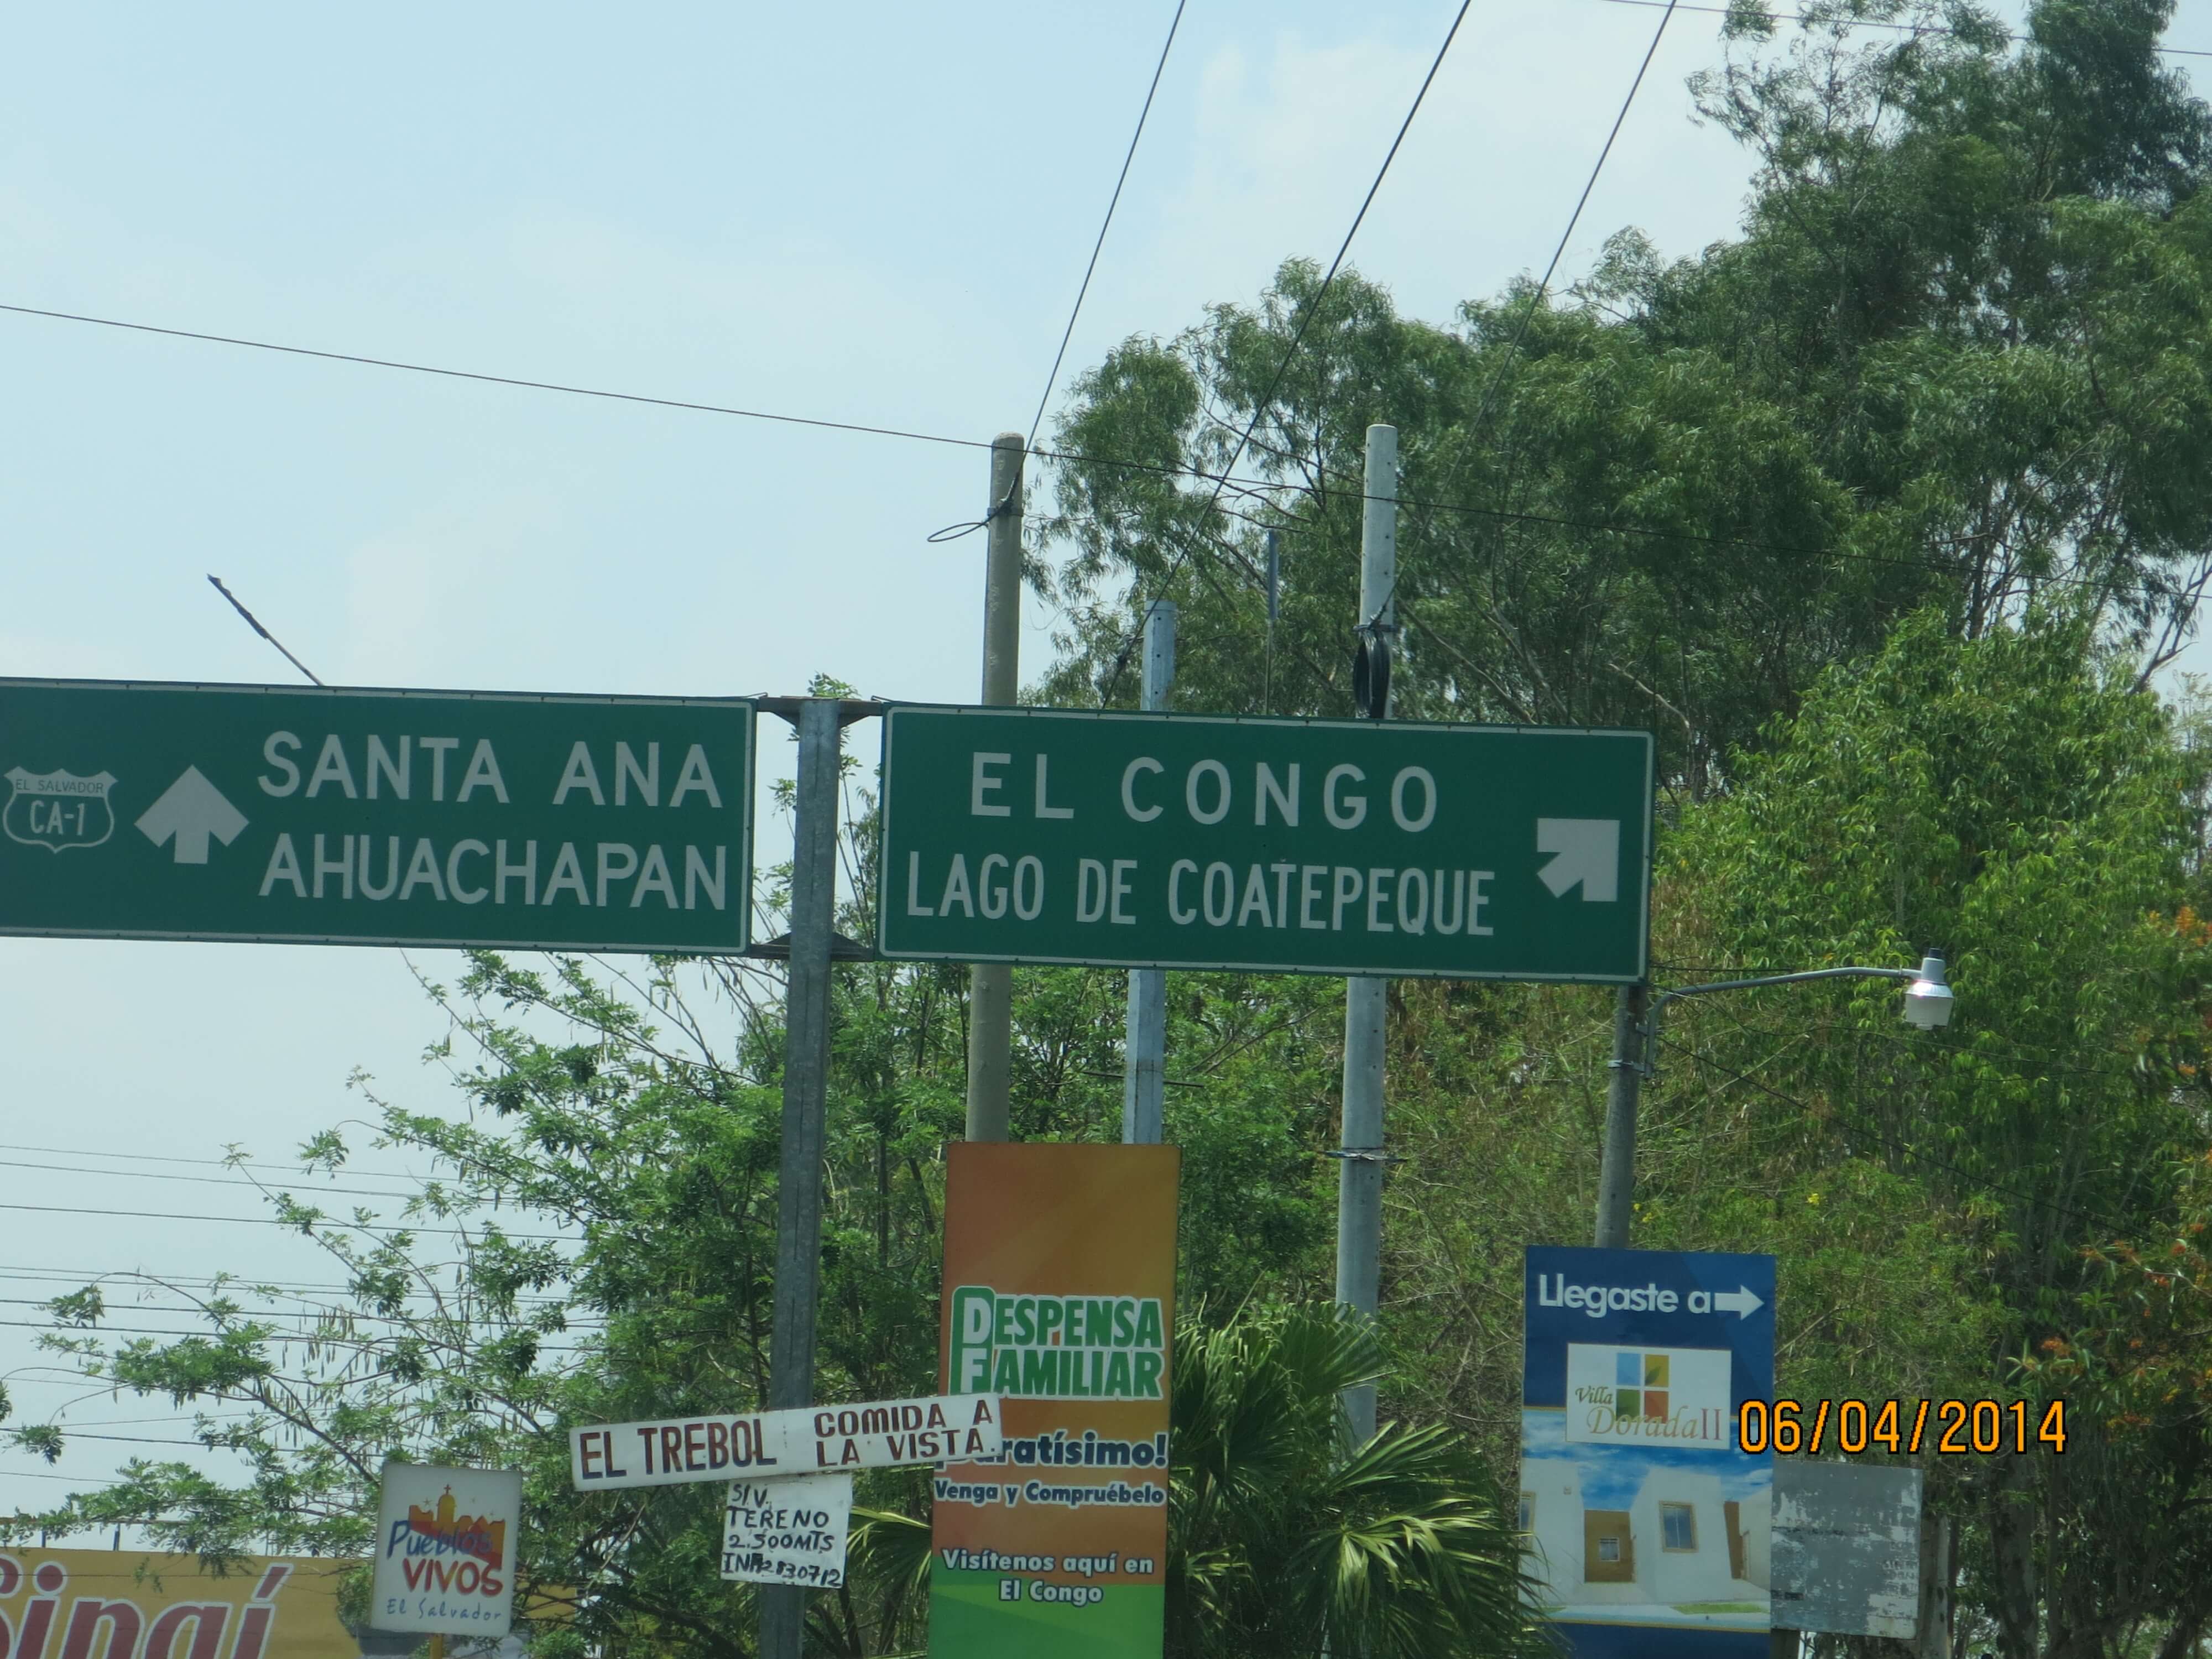 EL SALVADOR
CA-1
SANTA ANA
AHUACHAPAN
EL CONGO
LAGO DE COATEPEQUE
DESPENSA
FAMILIAR
ratísimo!
Venga y Compruébelo
Visítenos aquí en
El Congo
Llegaste a
Villa
Dorada II
EL TREBOL COMIDA A
LA VISTA.
TERENO
2.500MTS
Pueblos
VIVOS
El Salvador
Sinaí
06/04/2014